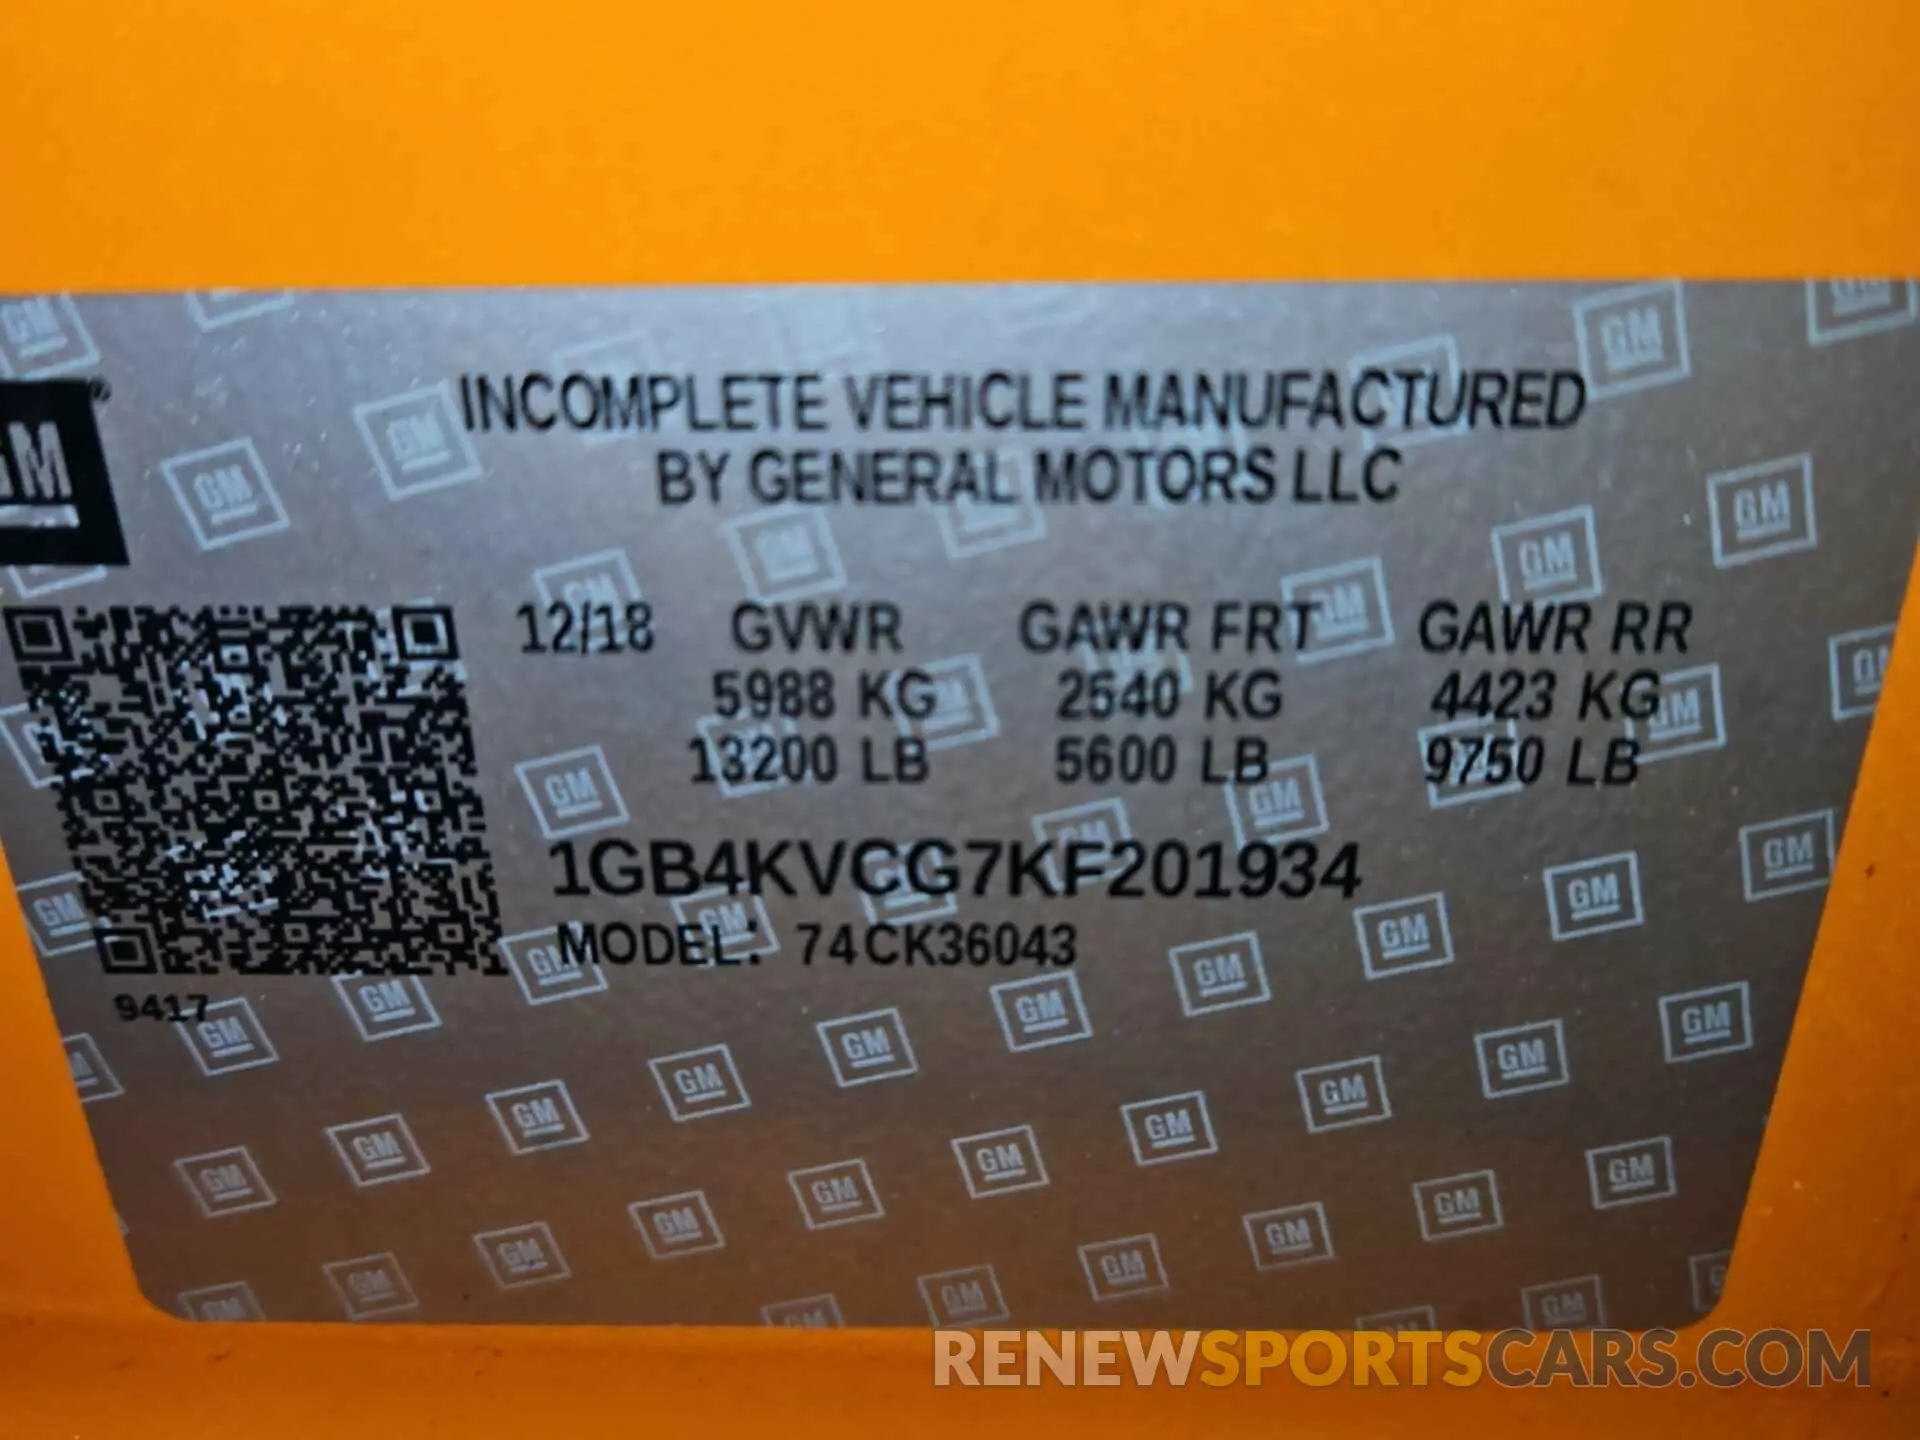 GM
INCOMPLETE VEHICLE MANUFACTURED
BY GENERAL MOTORS LLC
12/18 GVWR GAWR FRT GAWR RR
5988 KG 2540 KG 4423 KG
13200 LB 5600 LB 9750 LB
1GB4KVCG7KF201934
MODEL: 74CK36043
9417
RENEWSPORTSCARS.COM